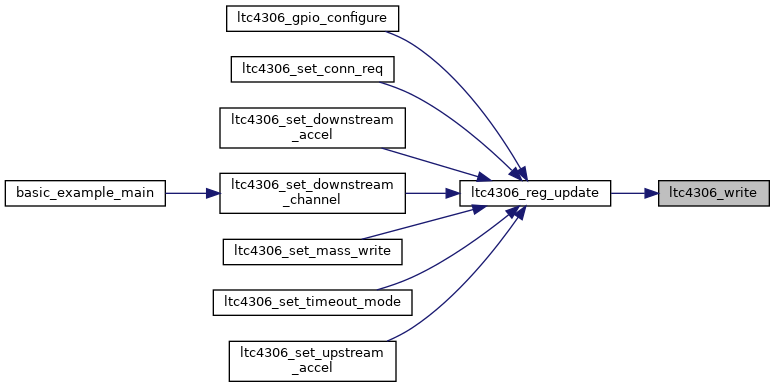 ltc4306_gpio_configure
ltc4306_set_conn_req
ltc4306_set_downstream
_accel
basic_example_main
ltc4306_set_downstream
_channel
ltc4306_reg_update
ltc4306_write
ltc4306_set_mass_write
ltc4306_set_timeout_mode
ltc4306_set_upstream
_accel